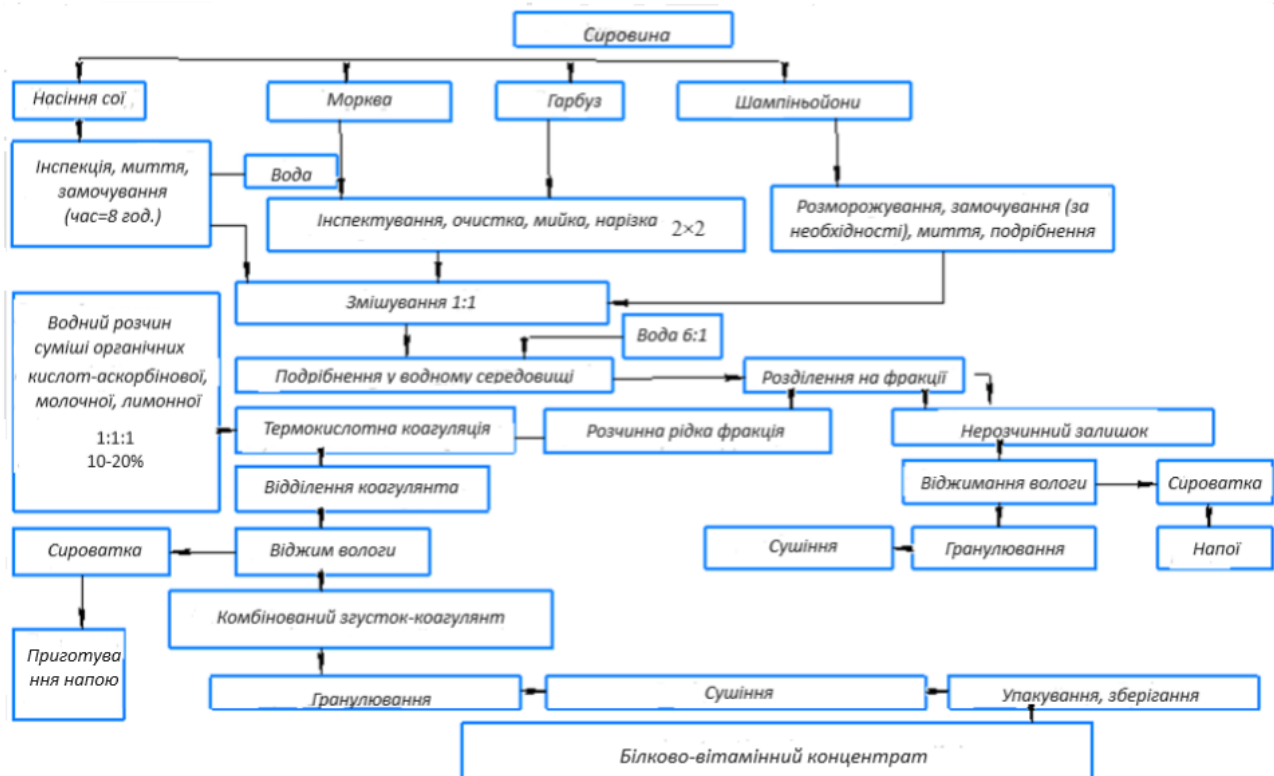 Сировина
Насіння сої
Морква
Гарбуз
Шампіньойони
Інспекція, миття,
замочування
(час=8 год.)
Вода
Інспектування, очистка, мийка, нарізка 2×2
Розморожування, замочування (за
необхідності), миття, подрібнення
Змішування 1:1
Водний розчин
суміші органічних
кислот-аскорбінової,
молочної, лимонної
1:1:1
10-20%
Вода 6:1
Подрібнення у водному середовищі
Розділення на фракції
Термокислотна коагуляція
Розчинна рідка фракція
Нерозчинний залишок
Відділення коагулянта
Віджимання вологи
Сироватка
Сироватка
Віджим вологи
Сушіння
Гранулювання
Напої
Комбінований згусток-коагулянт
Приготува
ння напою
Гранулювання
Сушіння
Упакування, зберігання
Білково-вітамінний концентрат